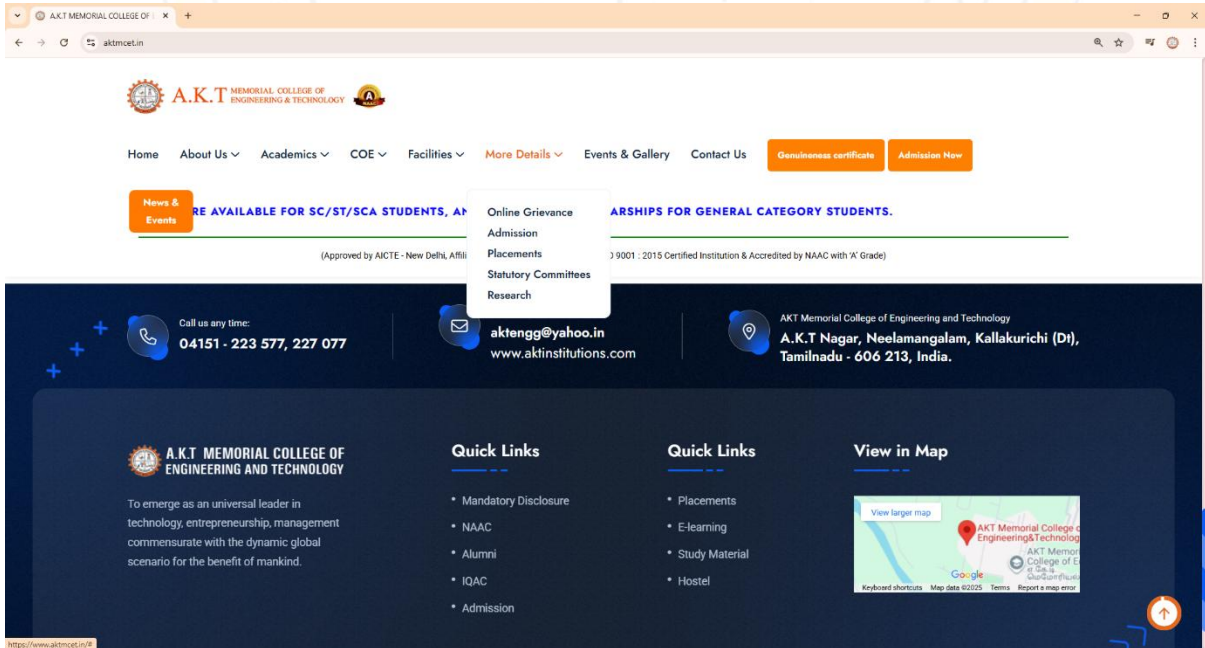 A.K.T MEMORIAL COLLEGE OF
aktmcet.in
A.K.T MEMORIAL COLLEGE OF
ENGINEERING & TECHNOLOGY
A
NAAC
Home About Us Academics COE Facilities More Details Events & Gallery Contact Us Genuineness certificate Admission Now
News &
Events
RE AVAILABLE FOR SC/ST/SCA STUDENTS, AN ARSHIPS FOR GENERAL CATEGORY STUDENTS.
Online Grievance
Admission
Placements
Statutory Committees
Research
(Approved by AICTE - New Delhi, Affili 9001 : 2015 Certified Institution & Accredited by NAAC with 'A' Grade)
Call us any time:
04151 - 223 577, 227 077
aktengg@yahoo.in
www.aktinstitutions.com
AKT Memorial College of Engineering and Technology
A.K.T Nagar, Neelamangalam, Kallakurichi (Dt),
Tamilnadu - 606 213, India.
A.K.T MEMORIAL COLLEGE OF
ENGINEERING AND TECHNOLOGY
To emerge as an universal leader in
technology, entrepreneurship, management
commensurate with the dynamic global
scenario for the benefit of mankind.
Quick Links
• Mandatory Disclosure
• NAAC
• Alumni
• IQAC
• Admission
Quick Links
• Placements
• E-learning
• Study Material
• Hostel
View in Map
View larger map
AKT Memorial College
Engineering&Technolog
AKT Memor
College of E
Google
Keyboard shortcuts Map data ©2025 Terms Report a map error
https://www.aktmcet.in/#